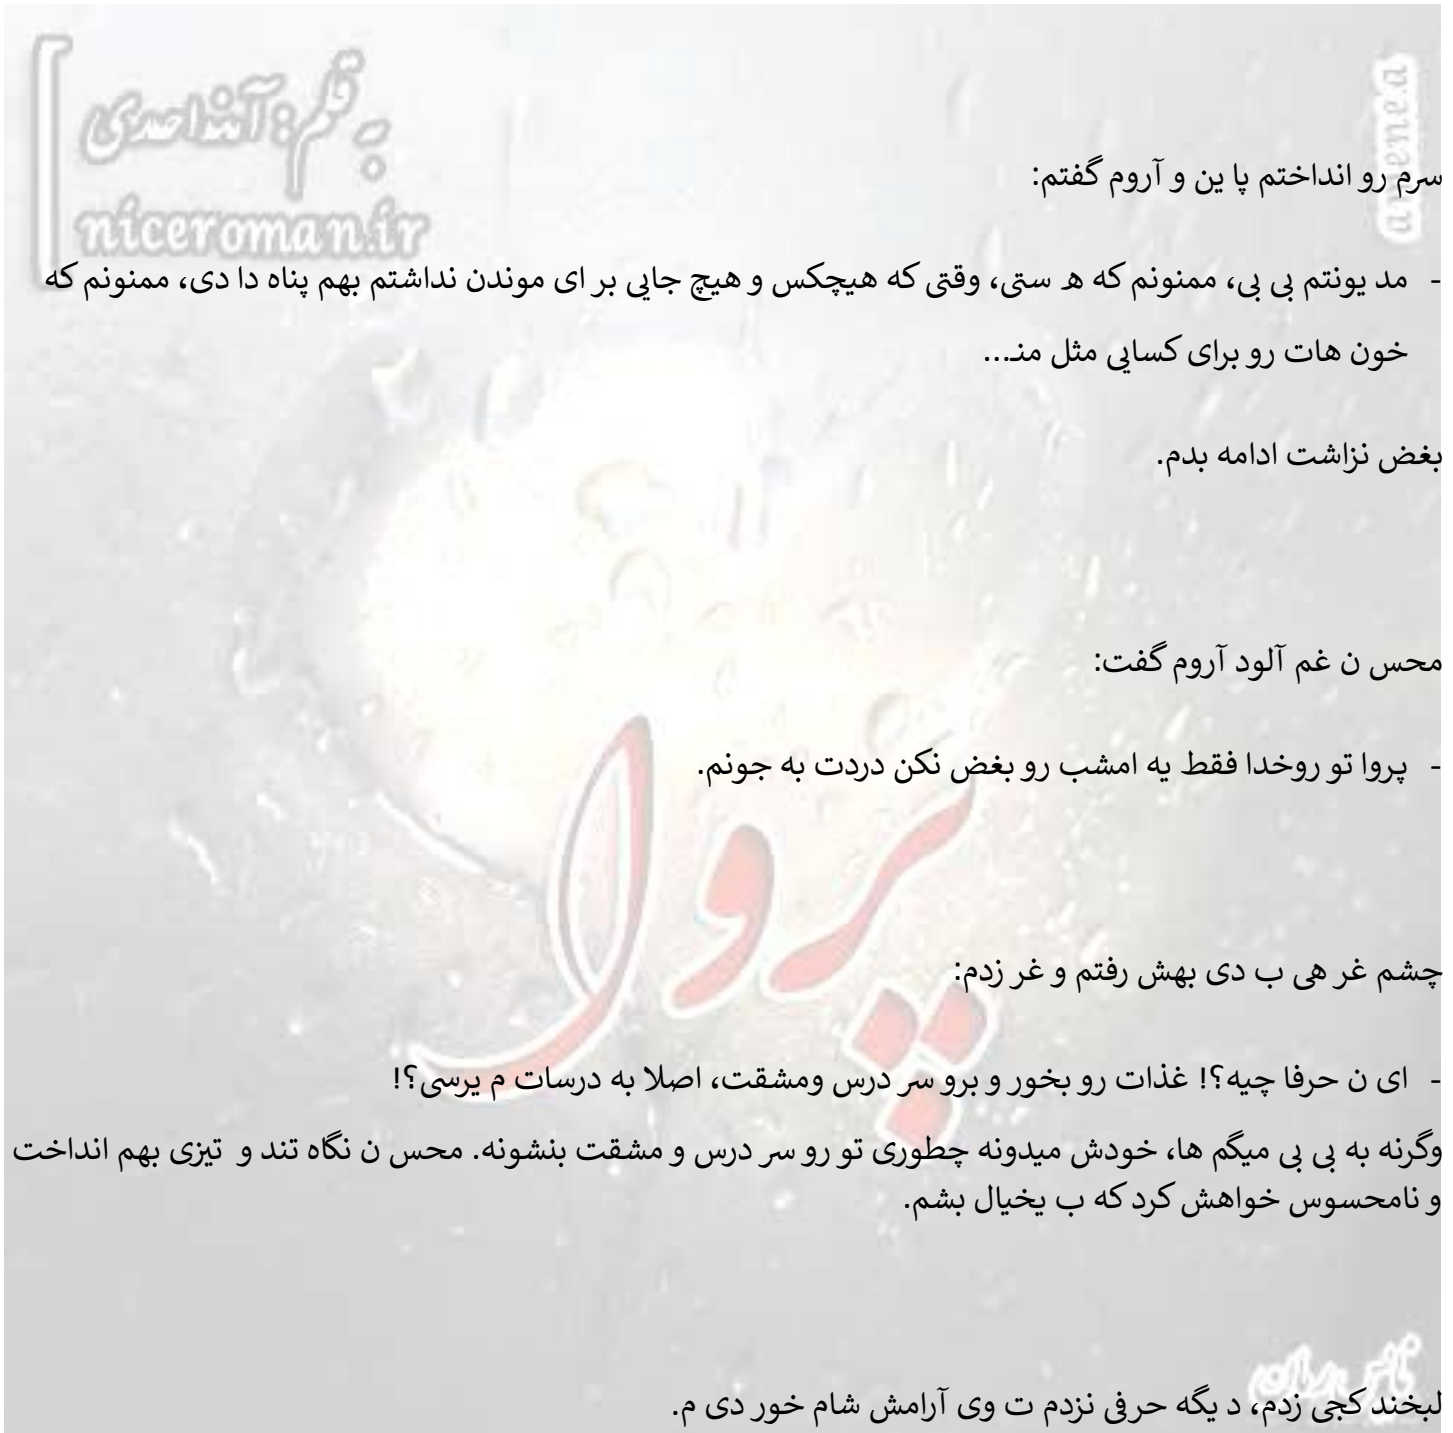 به قلم: آیندا احمدی
niceroman.ir
سرم رو انداختم پا ین و آروم گفتم:
- مد یونتم بی بی، ممنونم که ه ستی، وقتی که هیچکس و هیچ جایی بر ای موندن نداشتم بهم پناه دا دی، ممنونم که
خون هات رو برای کسایی مثل منـ...
بغض نزاشت ادامه بدم.
محس ن غم آلود آروم گفت:
- پروا تو روخدا فقط یه امشب رو بغض نکن دردت به جونم.
پروا
چشم غر هی ب دی بهش رفتم و غر زدم:
- ای ن حرفا چیه؟! غذات رو بخور و برو سر درس ومشقت، اصلا به درسات م یرسی؟!
وگرنه به بی بی میگم ها، خودش میدونه چطوری تو رو سر درس و مشقت بنشونه. محس ن نگاه تند و تیزی بهم انداخت
و نامحسوس خواهش کرد که ب یخیال بشم.
لبخند کجی زدم، د یگه حرفی نزدم ت وی آرامش شام خور دی م.